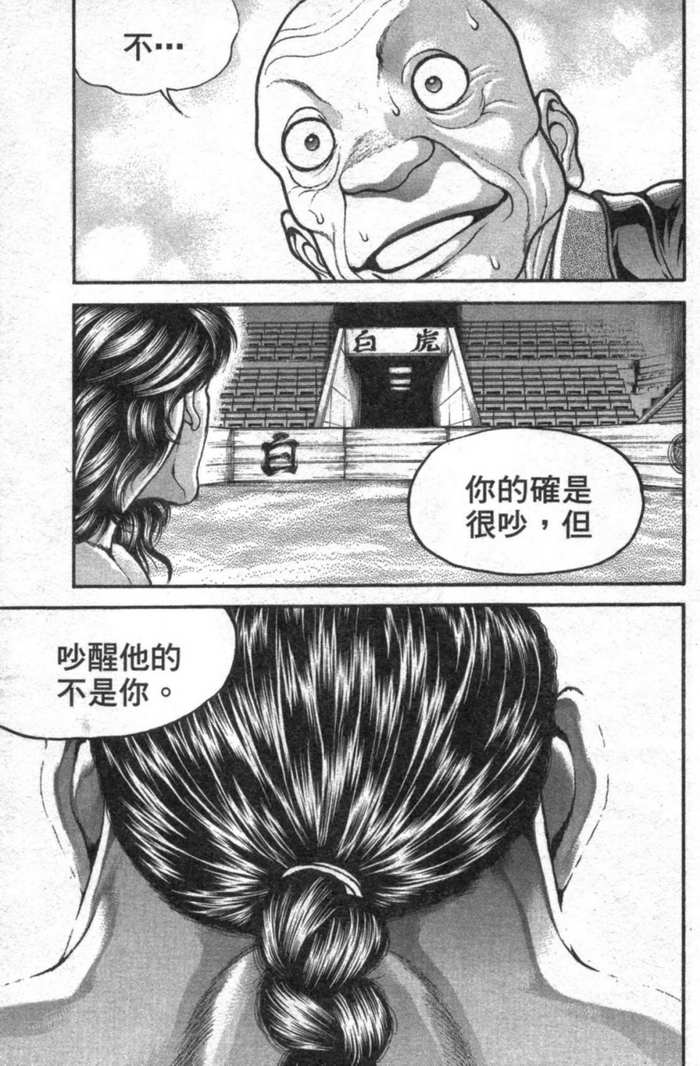 不…
白虎
白
你的確是
很吵，但
吵醒他的
不是你。